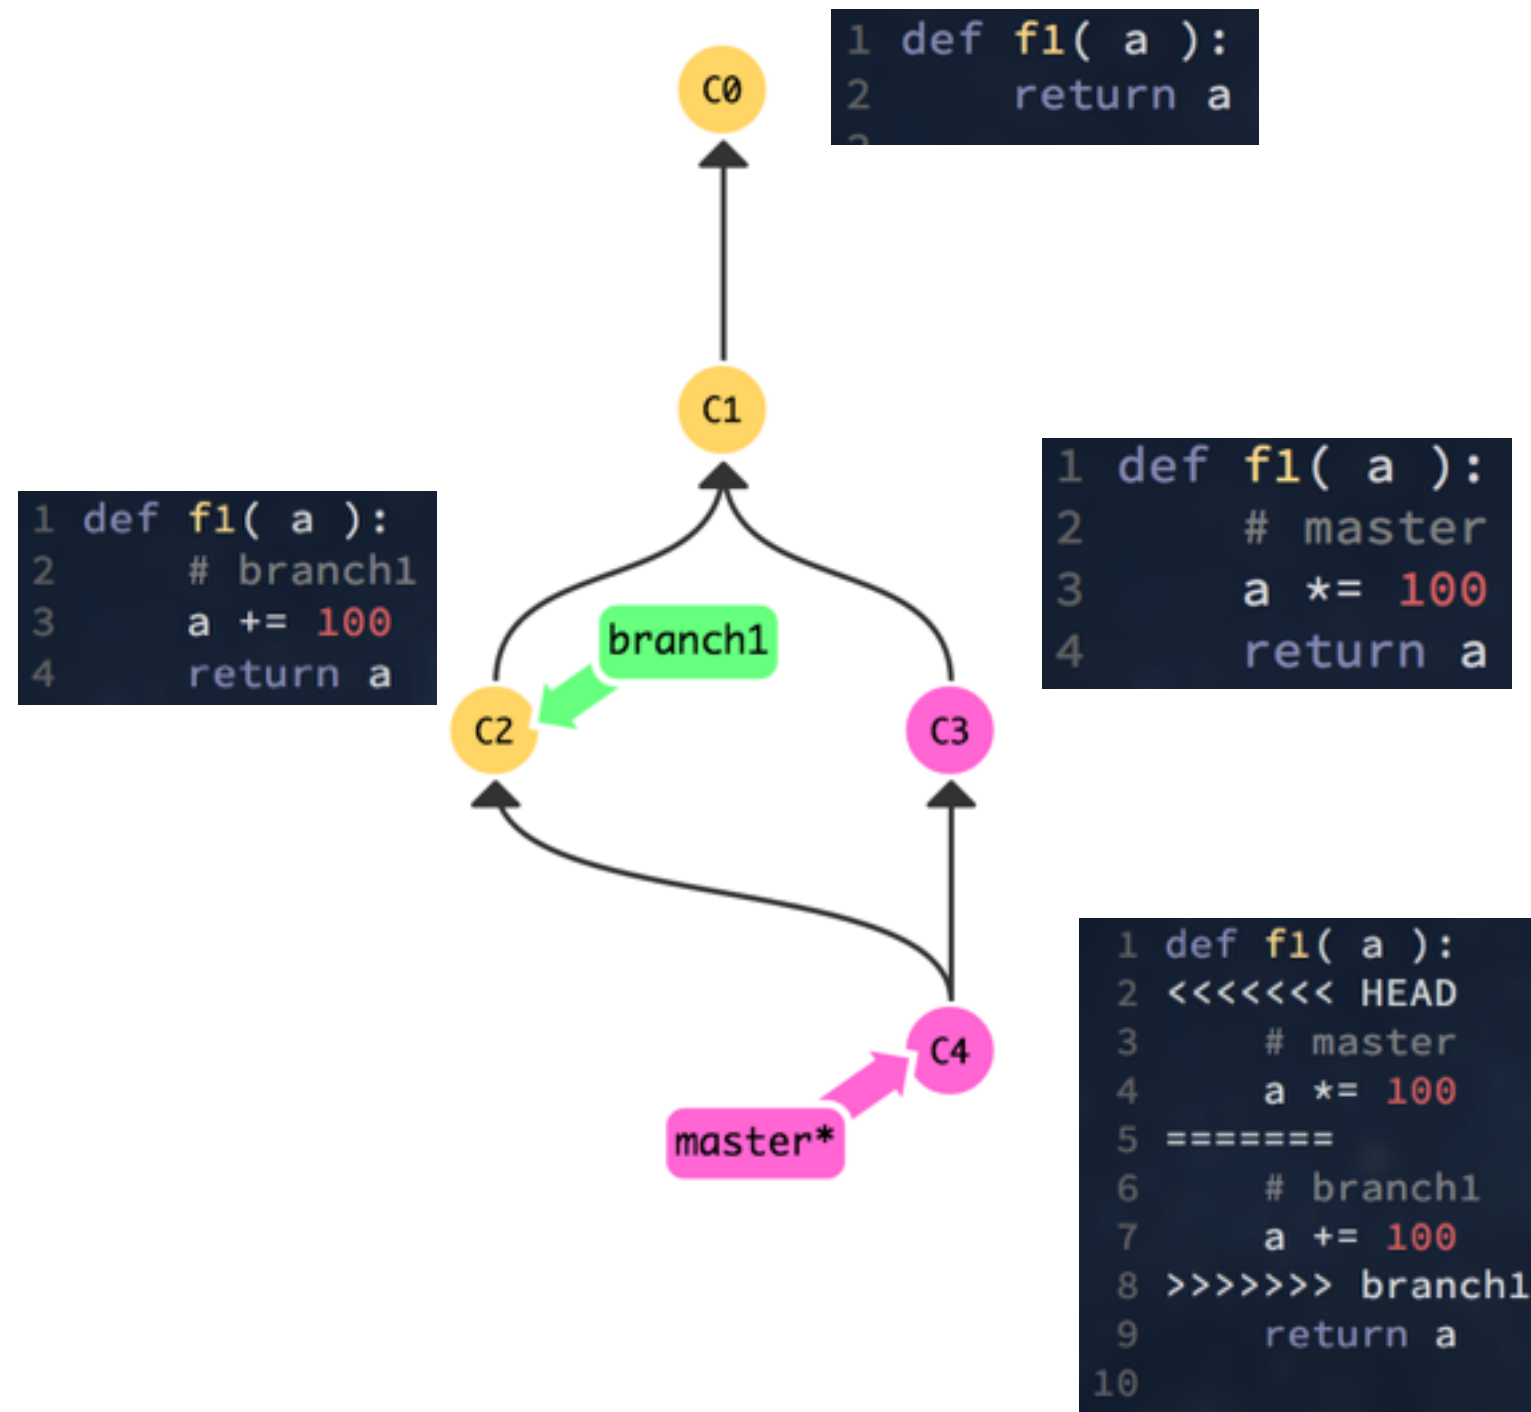 C0
1 def f1( a ):
2     return a
C1
1 def f1( a ):
2     # branch1
3     a += 100
4     return a
1 def f1( a ):
2     # master
3     a *= 100
4     return a
branch1
C2
C3
C4
master*
1 def f1( a ):
2 <<<<<<< HEAD
3     # master
4     a *= 100
5 =======
6     # branch1
7     a += 100
8 >>>>>>> branch1
9     return a
10